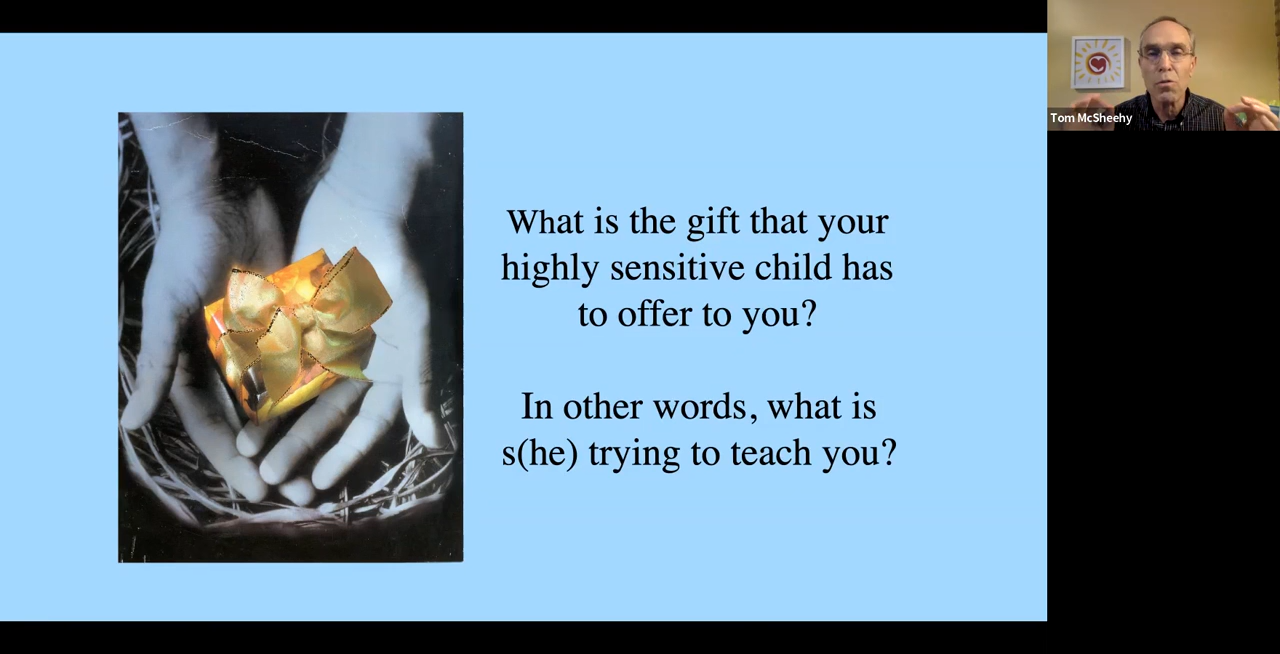 What is the gift that your
highly sensitive child has
to offer to you?
In other words, what is
s(he) trying to teach you?
Tom McSheehy